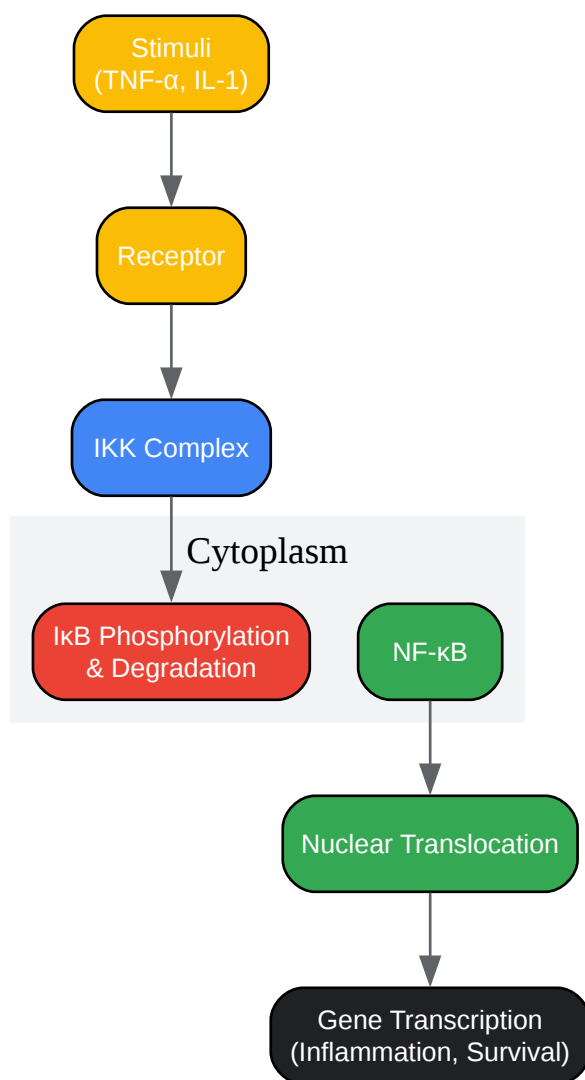 Stimuli
(TNF-α, IL-1)
Receptor
IKK Complex
Cytoplasm
IκB Phosphorylation
& Degradation
NF-κB
Nuclear Translocation
Gene Transcription
(Inflammation, Survival)